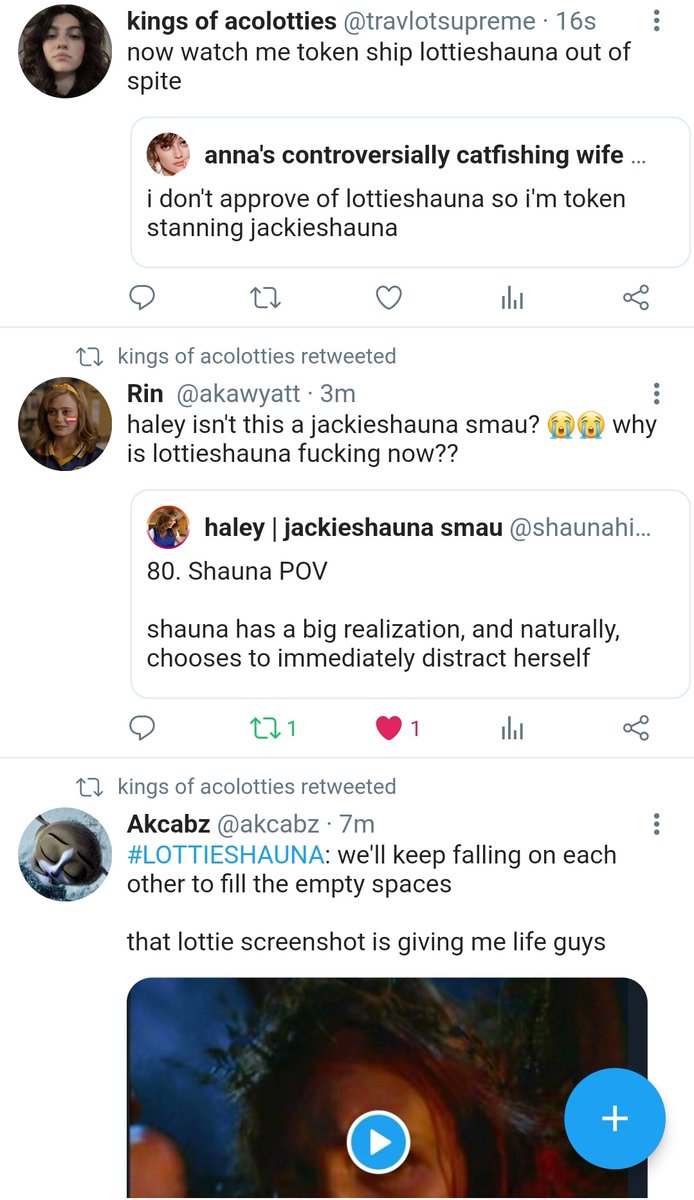 kings of acolotties @travlotsupreme · 16s
now watch me token ship lottieshauna out of
spite
anna's controversially catfishing wife ...
i don't approve of lottieshauna so i'm token
stanning jackieshauna
kings of acolotties retweeted
Rin @akawyatt · 3m
haley isn't this a jackieshauna smau? 😭😭 why
is lottieshauna fucking now??
haley | jackieshauna smau @shaunahi...
80. Shauna POV
shauna has a big realization, and naturally,
chooses to immediately distract herself
1 1
kings of acolotties retweeted
Akcabz @akcabz · 7m
#LOTTIESHAUNA: we'll keep falling on each
other to fill the empty spaces
that lottie screenshot is giving me life guys